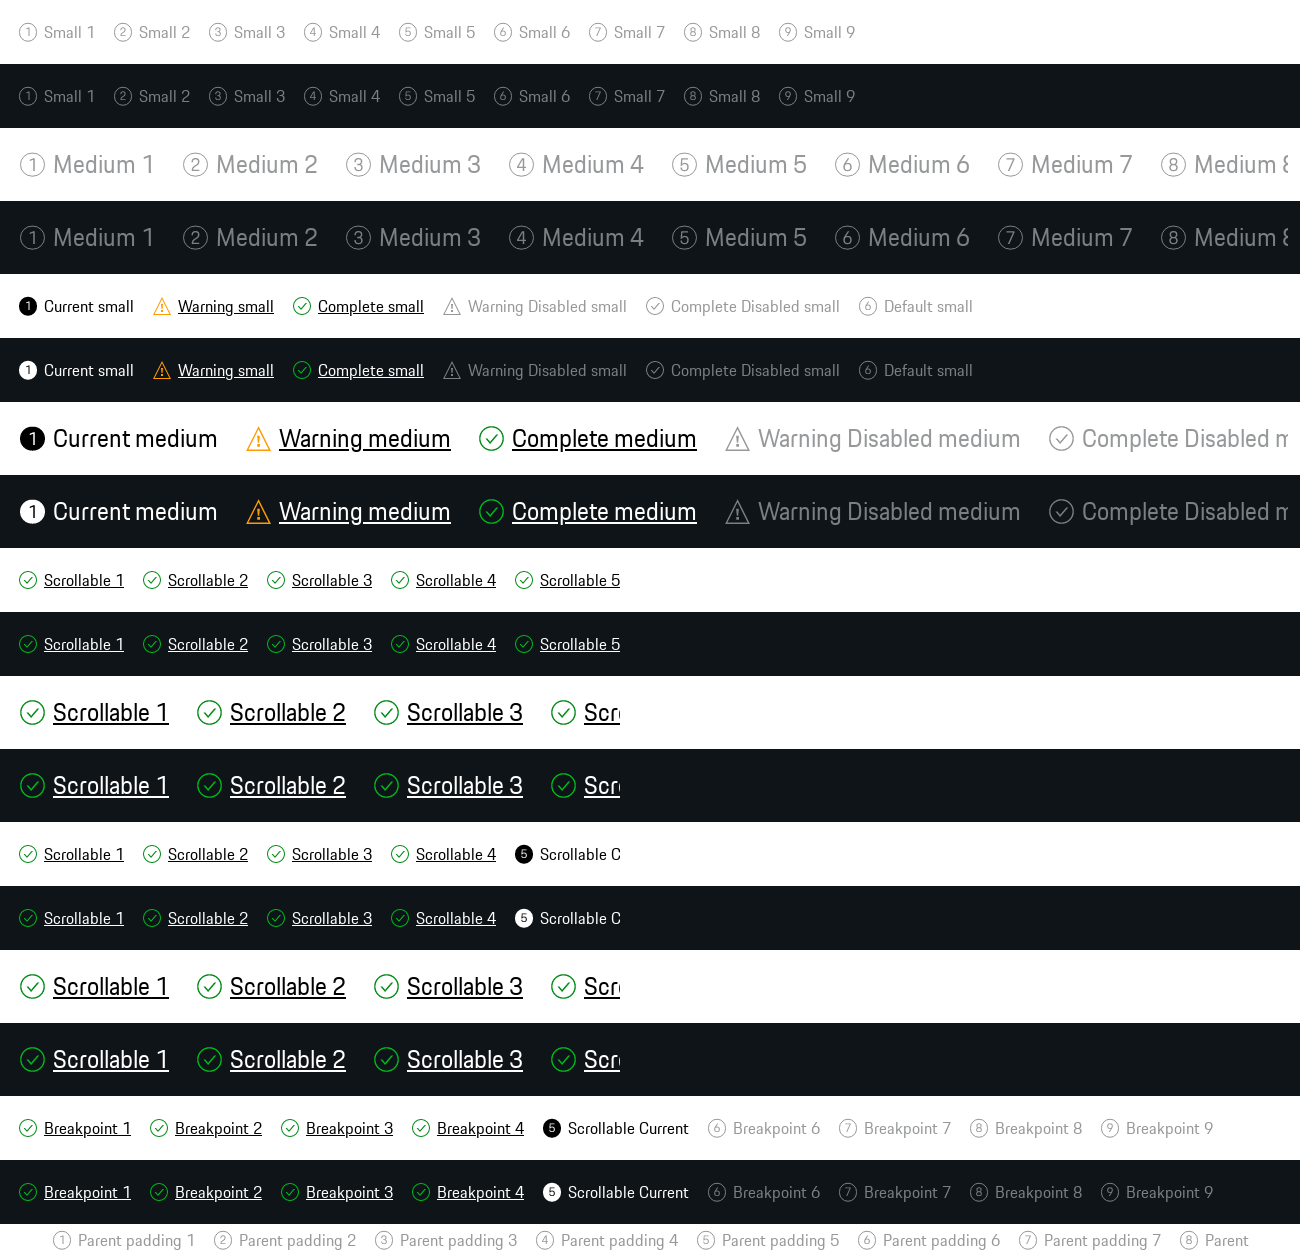 1 Small 1 2 Small 2 3 Small 3 4 Small 4 5 Small 5 6 Small 6 7 Small 7 8 Small 8 9 Small 9
1 Small 1 2 Small 2 3 Small 3 4 Small 4 5 Small 5 6 Small 6 7 Small 7 8 Small 8 9 Small 9
1 Medium 1 2 Medium 2 3 Medium 3 4 Medium 4 5 Medium 5 6 Medium 6 7 Medium 7 8 Medium 8
1 Medium 1 2 Medium 2 3 Medium 3 4 Medium 4 5 Medium 5 6 Medium 6 7 Medium 7 8 Medium 8
1 Current small Warning small Complete small Warning Disabled small Complete Disabled small 6 Default small
1 Current small Warning small Complete small Warning Disabled small Complete Disabled small 6 Default small
1 Current medium Warning medium Complete medium Warning Disabled medium Complete Disabled m
1 Current medium Warning medium Complete medium Warning Disabled medium Complete Disabled m
Scrollable 1 Scrollable 2 Scrollable 3 Scrollable 4 Scrollable 5
Scrollable 1 Scrollable 2 Scrollable 3 Scrollable 4 Scrollable 5
Scrollable 1 Scrollable 2 Scrollable 3 Scr
Scrollable 1 Scrollable 2 Scrollable 3 Scr
Scrollable 1 Scrollable 2 Scrollable 3 Scrollable 4 5 Scrollable C
Scrollable 1 Scrollable 2 Scrollable 3 Scrollable 4 5 Scrollable C
Scrollable 1 Scrollable 2 Scrollable 3 Scr
Scrollable 1 Scrollable 2 Scrollable 3 Scr
Breakpoint 1 Breakpoint 2 Breakpoint 3 Breakpoint 4 5 Scrollable Current 6 Breakpoint 6 7 Breakpoint 7 8 Breakpoint 8 9 Breakpoint 9
Breakpoint 1 Breakpoint 2 Breakpoint 3 Breakpoint 4 5 Scrollable Current 6 Breakpoint 6 7 Breakpoint 7 8 Breakpoint 8 9 Breakpoint 9
1 Parent padding 1 2 Parent padding 2 3 Parent padding 3 4 Parent padding 4 5 Parent padding 5 6 Parent padding 6 7 Parent padding 7 8 Parent